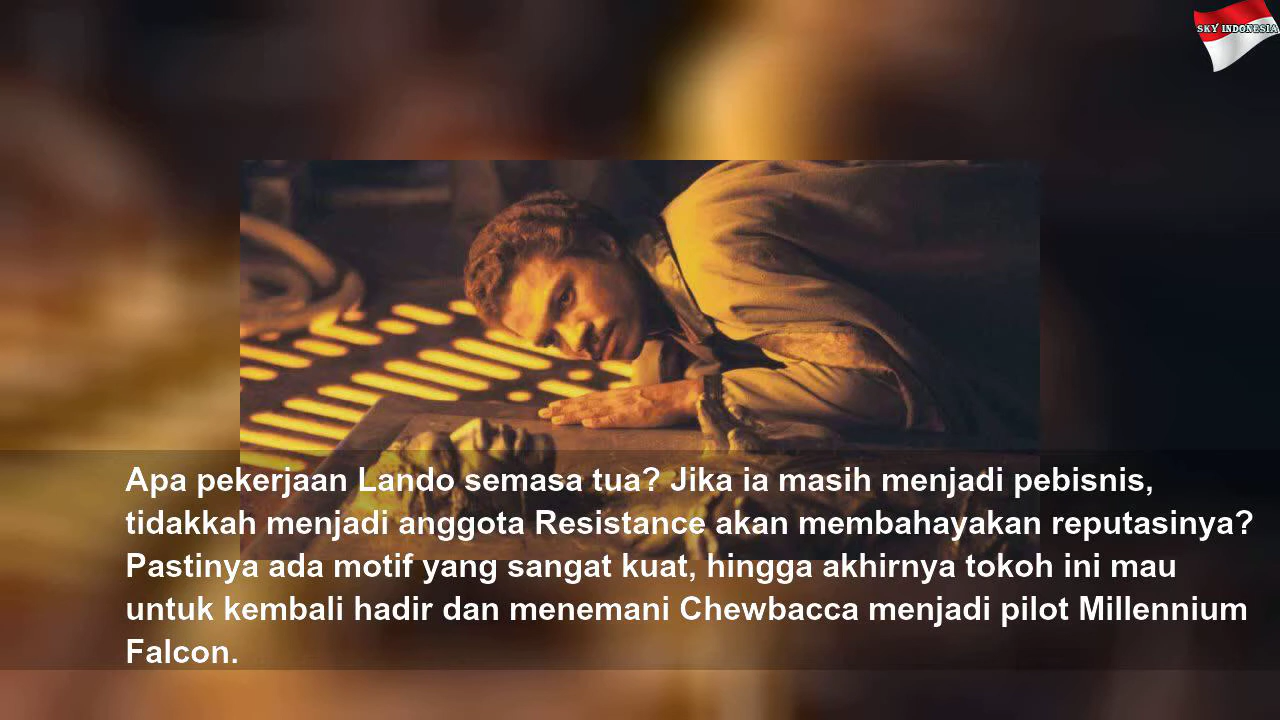 SKY INDONESIA
Apa pekerjaan Lando semasa tua? Jika ia masih menjadi pebisnis,
tidakkah menjadi anggota Resistance akan membahayakan reputasinya?
Pastinya ada motif yang sangat kuat, hingga akhirnya tokoh ini mau
untuk kembali hadir dan menemani Chewbacca menjadi pilot Millennium
Falcon.